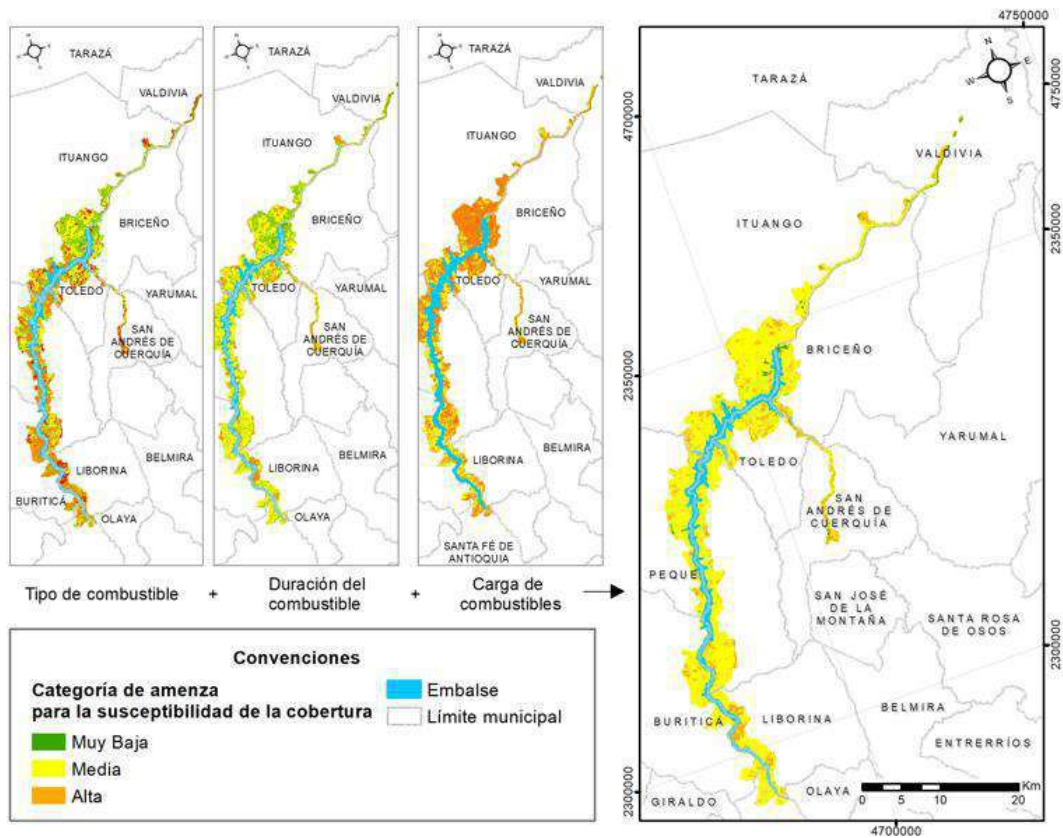 TARAZÁ
VALDIVIA
ITUANGO
BRICEÑO
TOLEDO
YARUMAL
SAN
ANDRÉS DE
CUERQUÍA
BELMIRA
LIBORINA
BURITICÁ
OLAYA
TARAZÁ
VALDIVIA
ITUANGO
BRICEÑO
TOLEDO
YARUMAL
SAN
ANDRÉS DE
CUERQUÍA
BELMIRA
LIBORINA
OLAYA
TARAZÁ
VALDIVIA
ITUANGO
BRICEÑO
TOLEDO
YARUMAL
SAN
ANDRÉS DE
CUERQUÍA
BELMIRA
LIBORINA
OLAYA
SANTA FÉ DE
ANTIOQUIA
Tipo de combustible + Duración del combustible + Carga de combustibles
Convenciones
Categoría de amenza
para la susceptibilidad de la cobertura
Muy Baja
Media
Alta
Embalse
Límite municipal
4750000
4750000
4700000
2350000
2350000
2300000
2300000
4700000
N
E
S
W
TARAZÁ
VALDIVIA
ITUANGO
BRICEÑO
YARUMAL
TOLEDO
SAN
ANDRÉS DE
CUERQUÍA
PEQUE
SAN JOSÉ
DE LA
MONTAÑA
SANTA ROSA
DE OSOS
BURITICÁ
LIBORINA
BELMIRA
ENTRERRÍOS
OLAYA
GIRALDO
Km
0 5 10 20